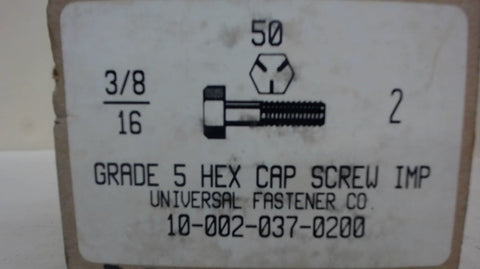 50
3/8
16
2
GRADE 5 HEX CAP SCREW IMP
UNIVERSAL FASTENER CO.
10-002-037-0200